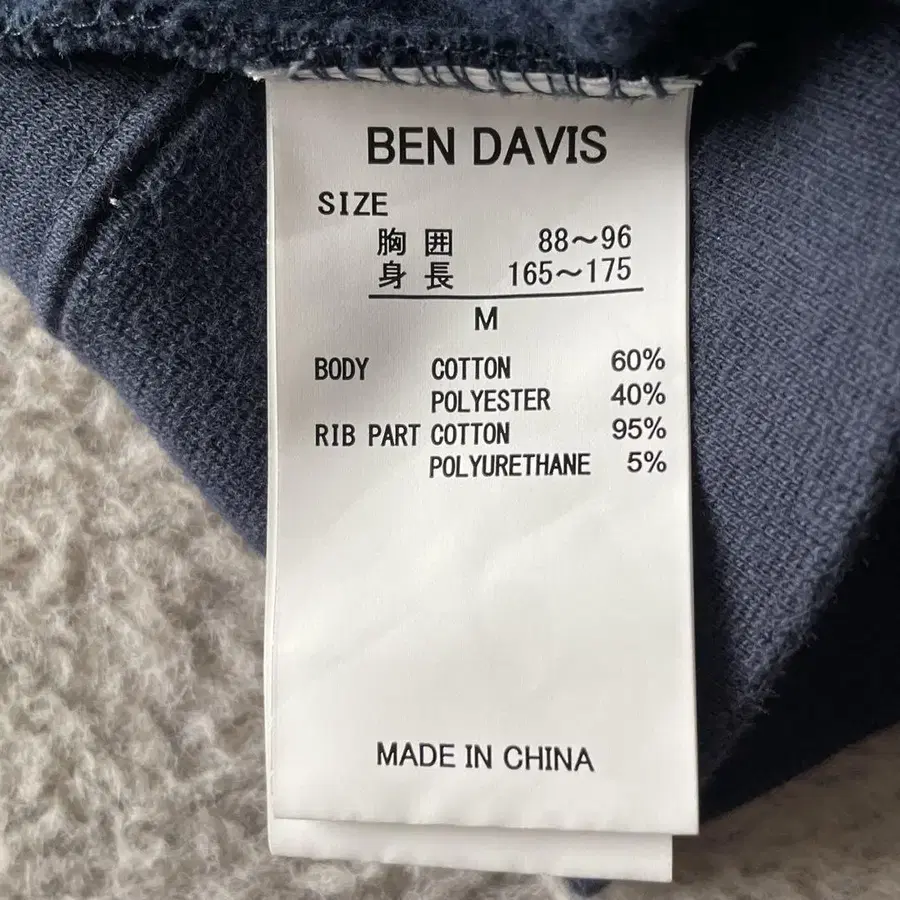 BEN DAVIS
SIZE
胸 囲 88～96
身 長 165～175
M
BODY COTTON 60%
POLYESTER 40%
RIB PART COTTON 95%
POLYURETHANE 5%
MADE IN CHINA